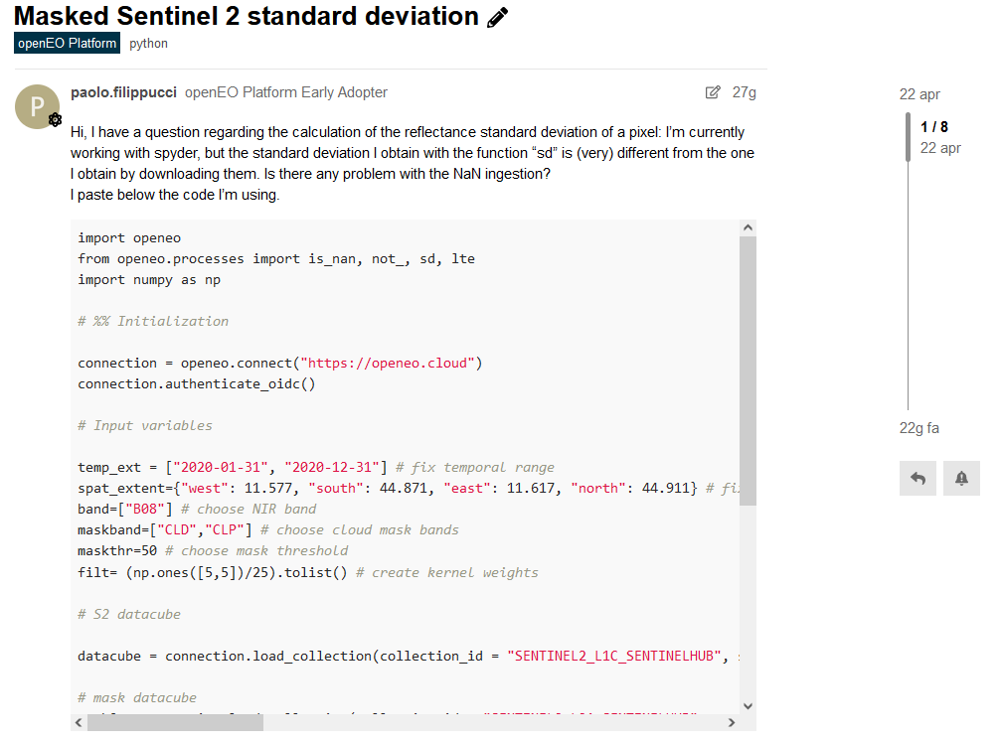 Masked Sentinel 2 standard deviation
openEO Platform python
P
paolo.filippucci openEO Platform Early Adopter 27g
Hi, I have a question regarding the calculation of the reflectance standard deviation of a pixel: I'm currently
working with spyder, but the standard deviation I obtain with the function “sd” is (very) different from the one
I obtain by downloading them. Is there any problem with the NaN ingestion?
I paste below the code I'm using.
import openeo
from openeo.processes import is_nan, not_, sd, lte
import numpy as np
# %% Initialization
connection = openeo.connect("https://openeo.cloud")
connection.authenticate_oidc()
# Input variables
temp_ext = ["2020-01-31", "2020-12-31"] # fix temporal range
spat_extent={"west": 11.577, "south": 44.871, "east": 11.617, "north": 44.911} #
band=["B08"] # choose NIR band
maskband=["CLD","CLP"] # choose cloud mask bands
maskthr=50 # choose mask threshold
filt= (np.ones([5,5])/25).tolist() # create kernel weights
# S2 datacube
datacube = connection.load_collection(collection_id = "SENTINEL2_L1C_SENTINELHUB",
# mask datacube
22 apr
1 / 8
22 apr
22g fa